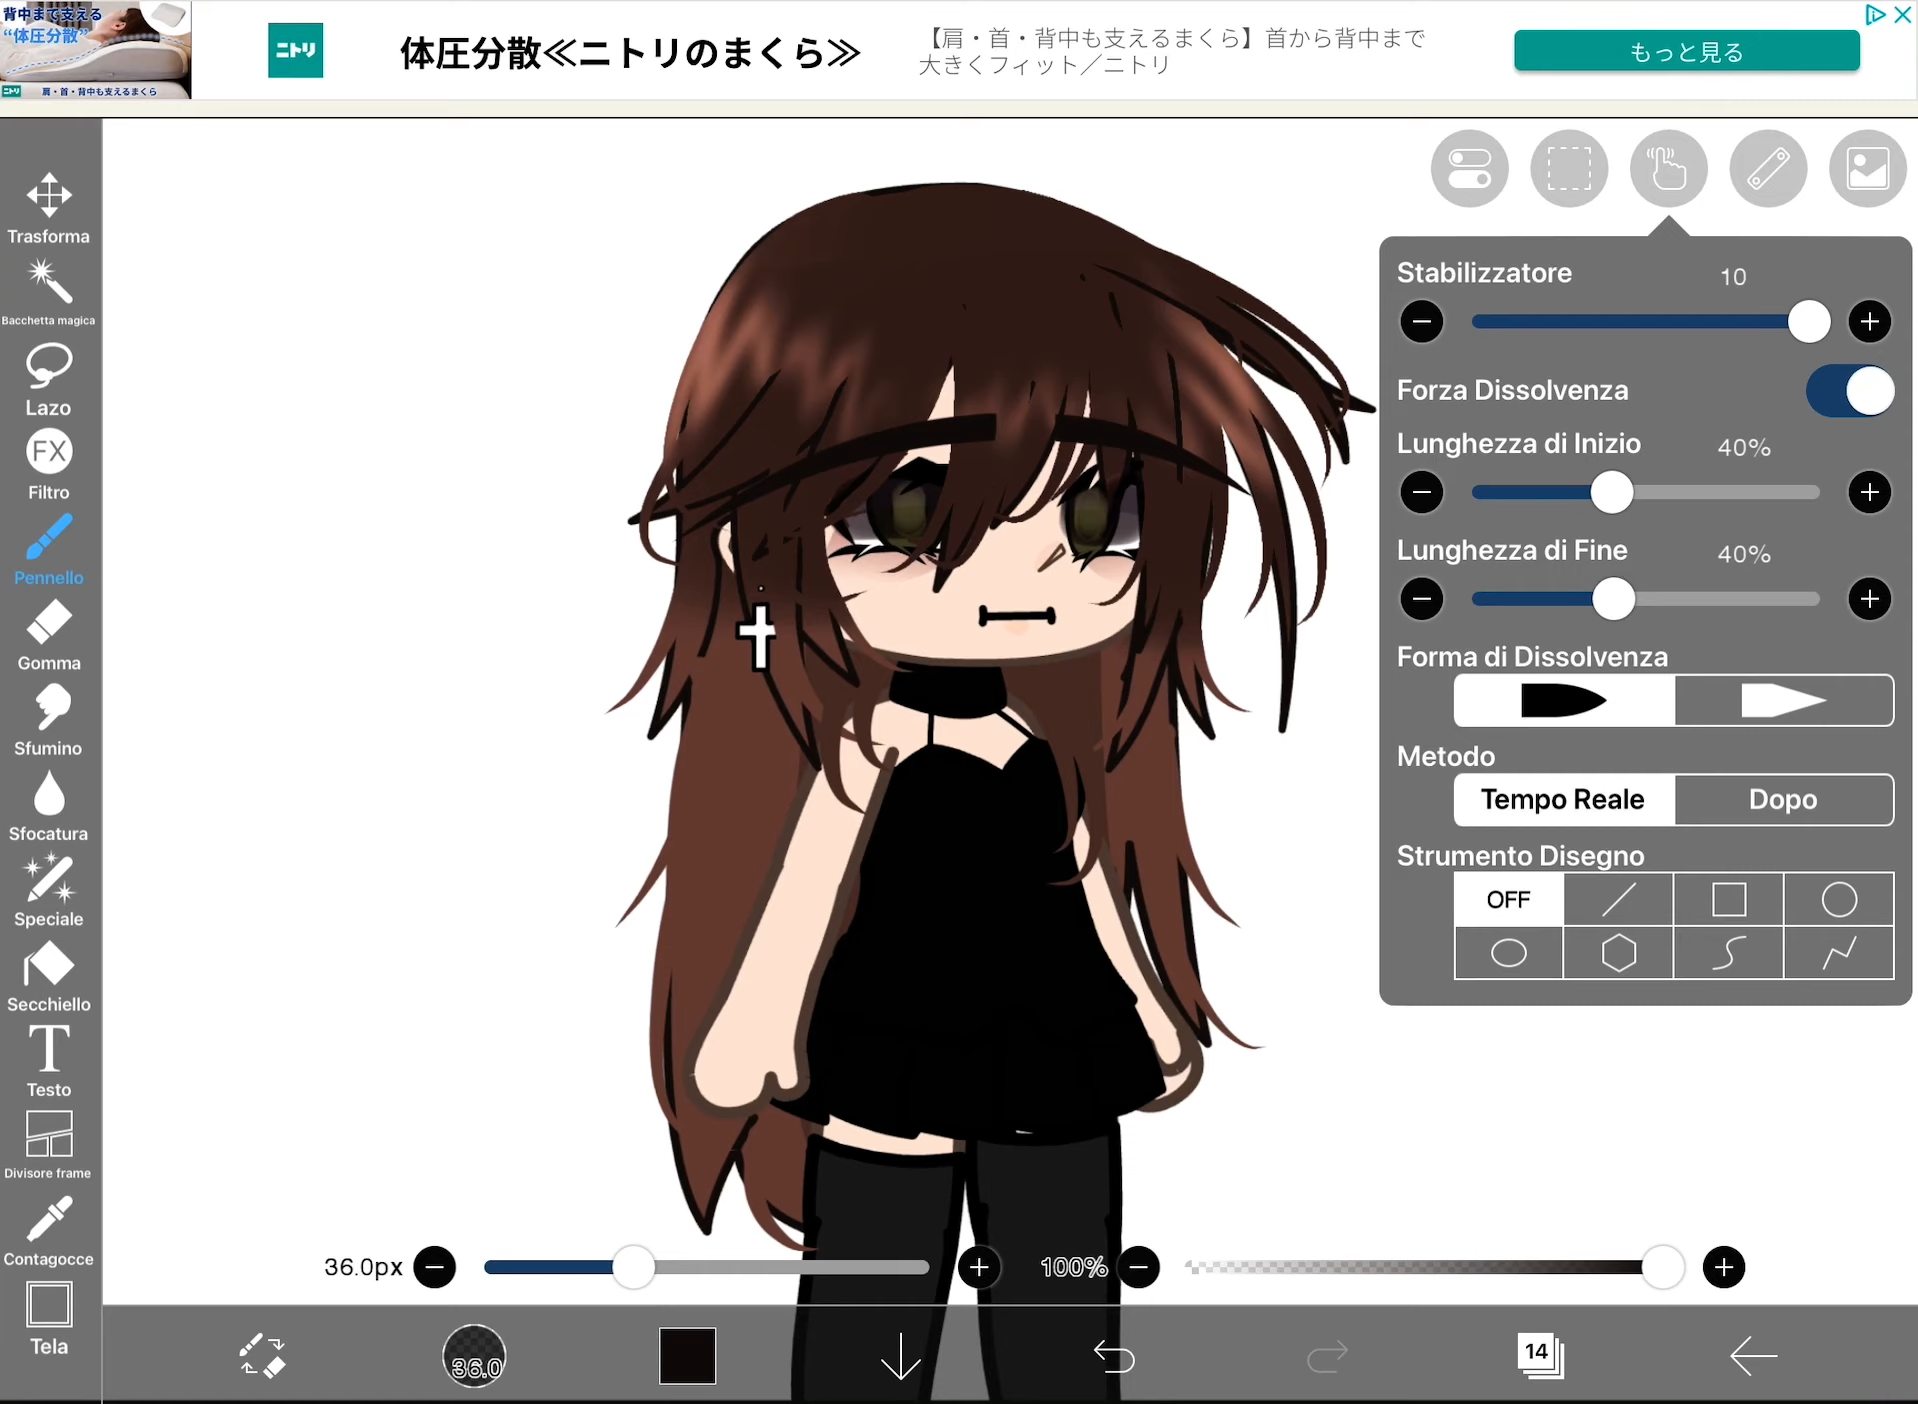 背中まで支える
“体圧分散”
ニトリ 肩・首・背中も支えるまくら
ニトリ
体圧分散≪ニトリのまくら≫
【肩・首・背中も支えるまくら】首から背中まで
大きくフィット／ニトリ
もっと見る
Trasforma
Bacchetta magica
Lazo
FX
Filtro
Pennello
Gomma
Sfumino
Sfocatura
Speciale
Secchiello
T
Testo
Divisore frame
Contagocce
Tela
Stabilizzatore 10
Forza Dissolvenza
Lunghezza di Inizio 40%
Lunghezza di Fine 40%
Forma di Dissolvenza
Metodo
Tempo Reale Dopo
Strumento Disegno
OFF
36.0px 100%
36.0 14